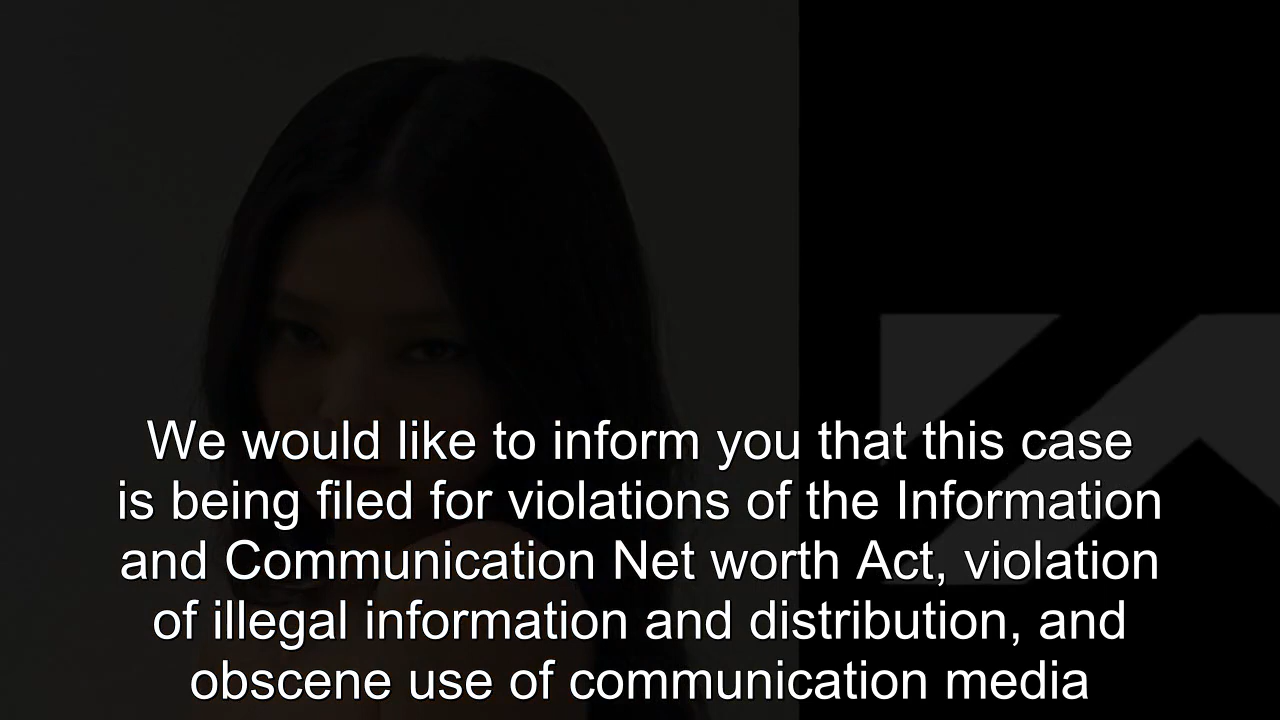 We would like to inform you that this case
is being filed for violations of the Information
and Communication Net worth Act, violation
of illegal information and distribution, and
obscene use of communication media